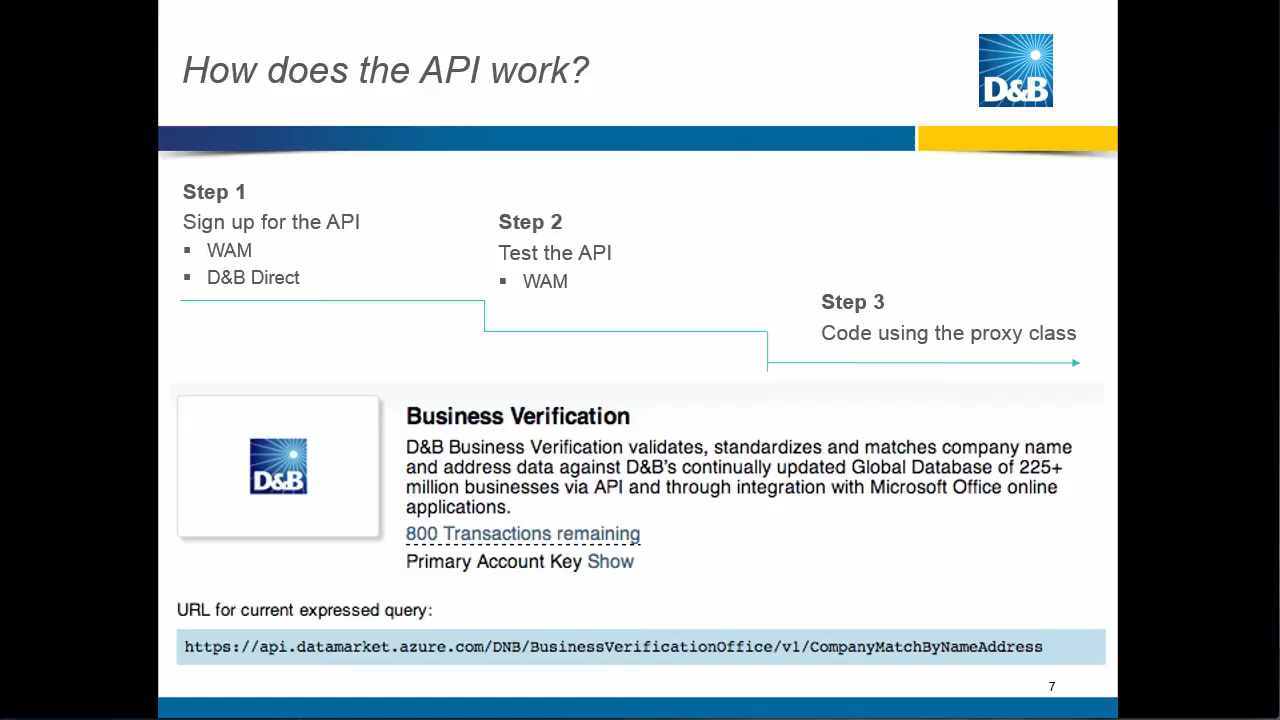 How does the API work?
D&B
Step 1
Sign up for the API
▪ WAM
▪ D&B Direct
Step 2
Test the API
▪ WAM
Step 3
Code using the proxy class
D&B
Business Verification
D&B Business Verification validates, standardizes and matches company name
and address data against D&B's continually updated Global Database of 225+
million businesses via API and through integration with Microsoft Office online
applications.
800 Transactions remaining
Primary Account Key Show
URL for current expressed query:
https://api.datamarket.azure.com/DNB/BusinessVerificationOffice/v1/CompanyMatchByNameAddress
7